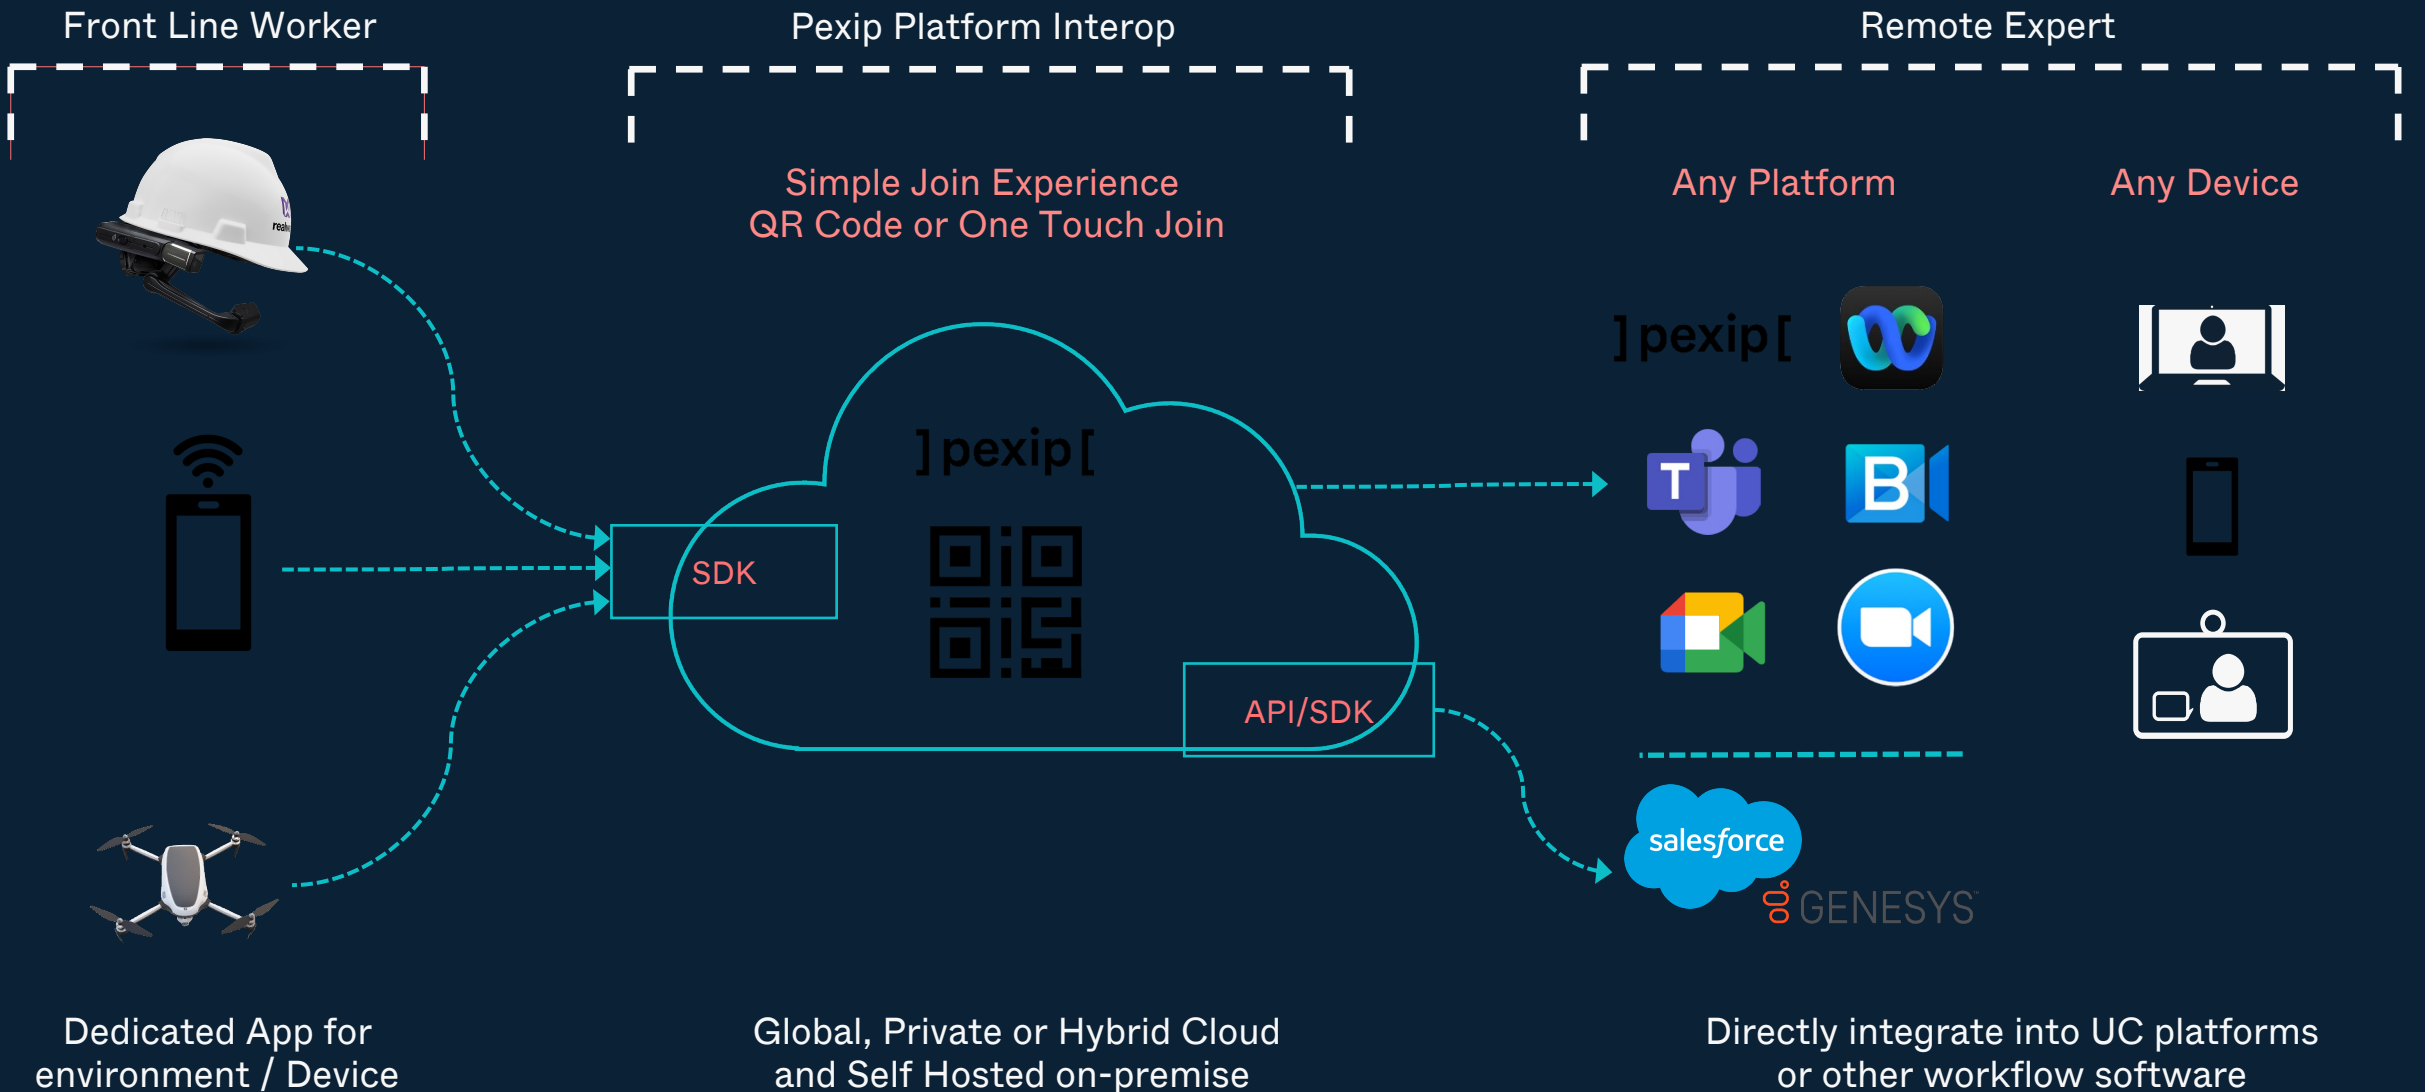 Front Line Worker
Pexip Platform Interop
Remote Expert
Simple Join Experience
QR Code or One Touch Join
Any Platform
Any Device
]pexip[
]pexip[
T
B
SDK
API/SDK
salesforce
GENESYS™
Dedicated App for
environment / Device
Global, Private or Hybrid Cloud
and Self Hosted on-premise
Directly integrate into UC platforms
or other workflow software